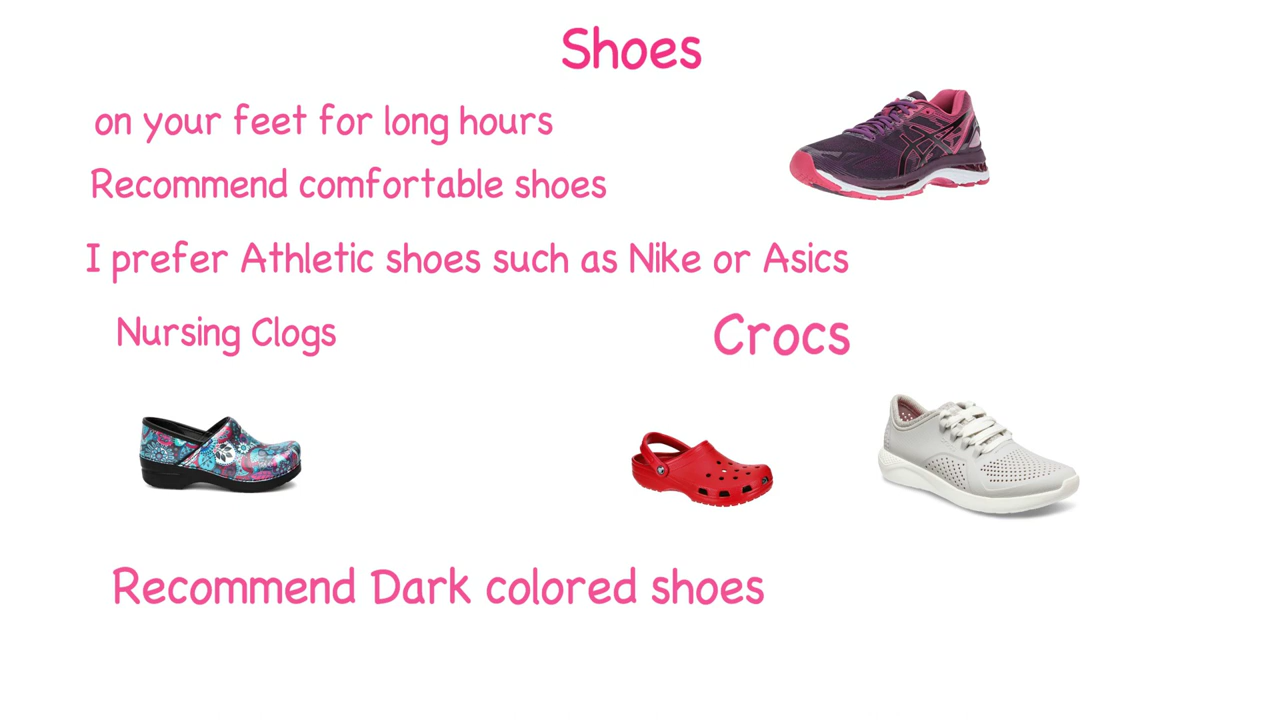 Shoes
on your feet for long hours
Recommend comfortable shoes
I prefer Athletic shoes such as Nike or Asics
Nursing Clogs
Crocs
Recommend Dark colored shoes